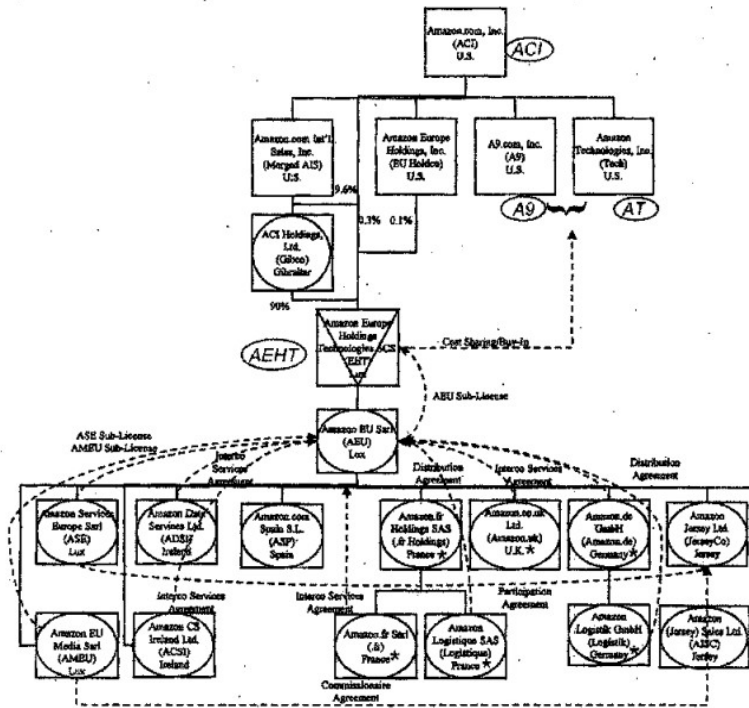 Amazon.com, Inc.
(ACI)
U.S.
ACI
Amazon.com Int'l
Sales, Inc.
(Merged AIS)
U.S.
Amazon Europe
Holdings, Inc.
(EU Holdco)
U.S.
A9.com, Inc.
(A9)
U.S.
Amazon
Technologies, Inc.
(Tech)
U.S.
9.6%
0.3% 0.1%
A9
AT
ACI Holdings,
Ltd.
(Gibco)
Gibraltar
90%
AEHT
Amazon Europe
Holdings
Technologies SCS
(EHT)
Lux
Cost Sharing/Buy-In
AEU Sub-License
Amazon EU Sarl
(AEU)
Lux
ASE Sub-License
AMEU Sub-License
Interco
Services
Agreement
Distribution
Agreement
Interco Services
Agreement
Distribution
Agreement
Amazon Services
Europe Sarl
(ASE)
Lux
Amazon Data
Services Ltd.
(ADSI)
Ireland
Amazon.com
Spain S.L.
(ASP)
Spain
Amazon.fr
Holdings SAS
(.fr Holdings)
France *
Amazon.co.uk
Ltd.
(Amazon.uk)
U.K. *
Amazon.de
GmbH
(Amazon.de)
Germany *
Amazon
Jersey Ltd.
(JerseyCo)
Jersey
Interco Services
Agreement
Interco Services
Agreement
Participation
Agreement
Amazon EU
Media Sarl
(AMEU)
Lux
Amazon CS
Ireland Ltd.
(ACSI)
Ireland
Amazon.fr Sarl
(.fr)
France *
Amazon
Logistique SAS
(Logistique)
France *
Amazon
Logistik GmbH
(Logistik)
Germany *
Amazon
(Jersey) Sales Ltd.
(AJSC)
Jersey
Commissionaire
Agreement